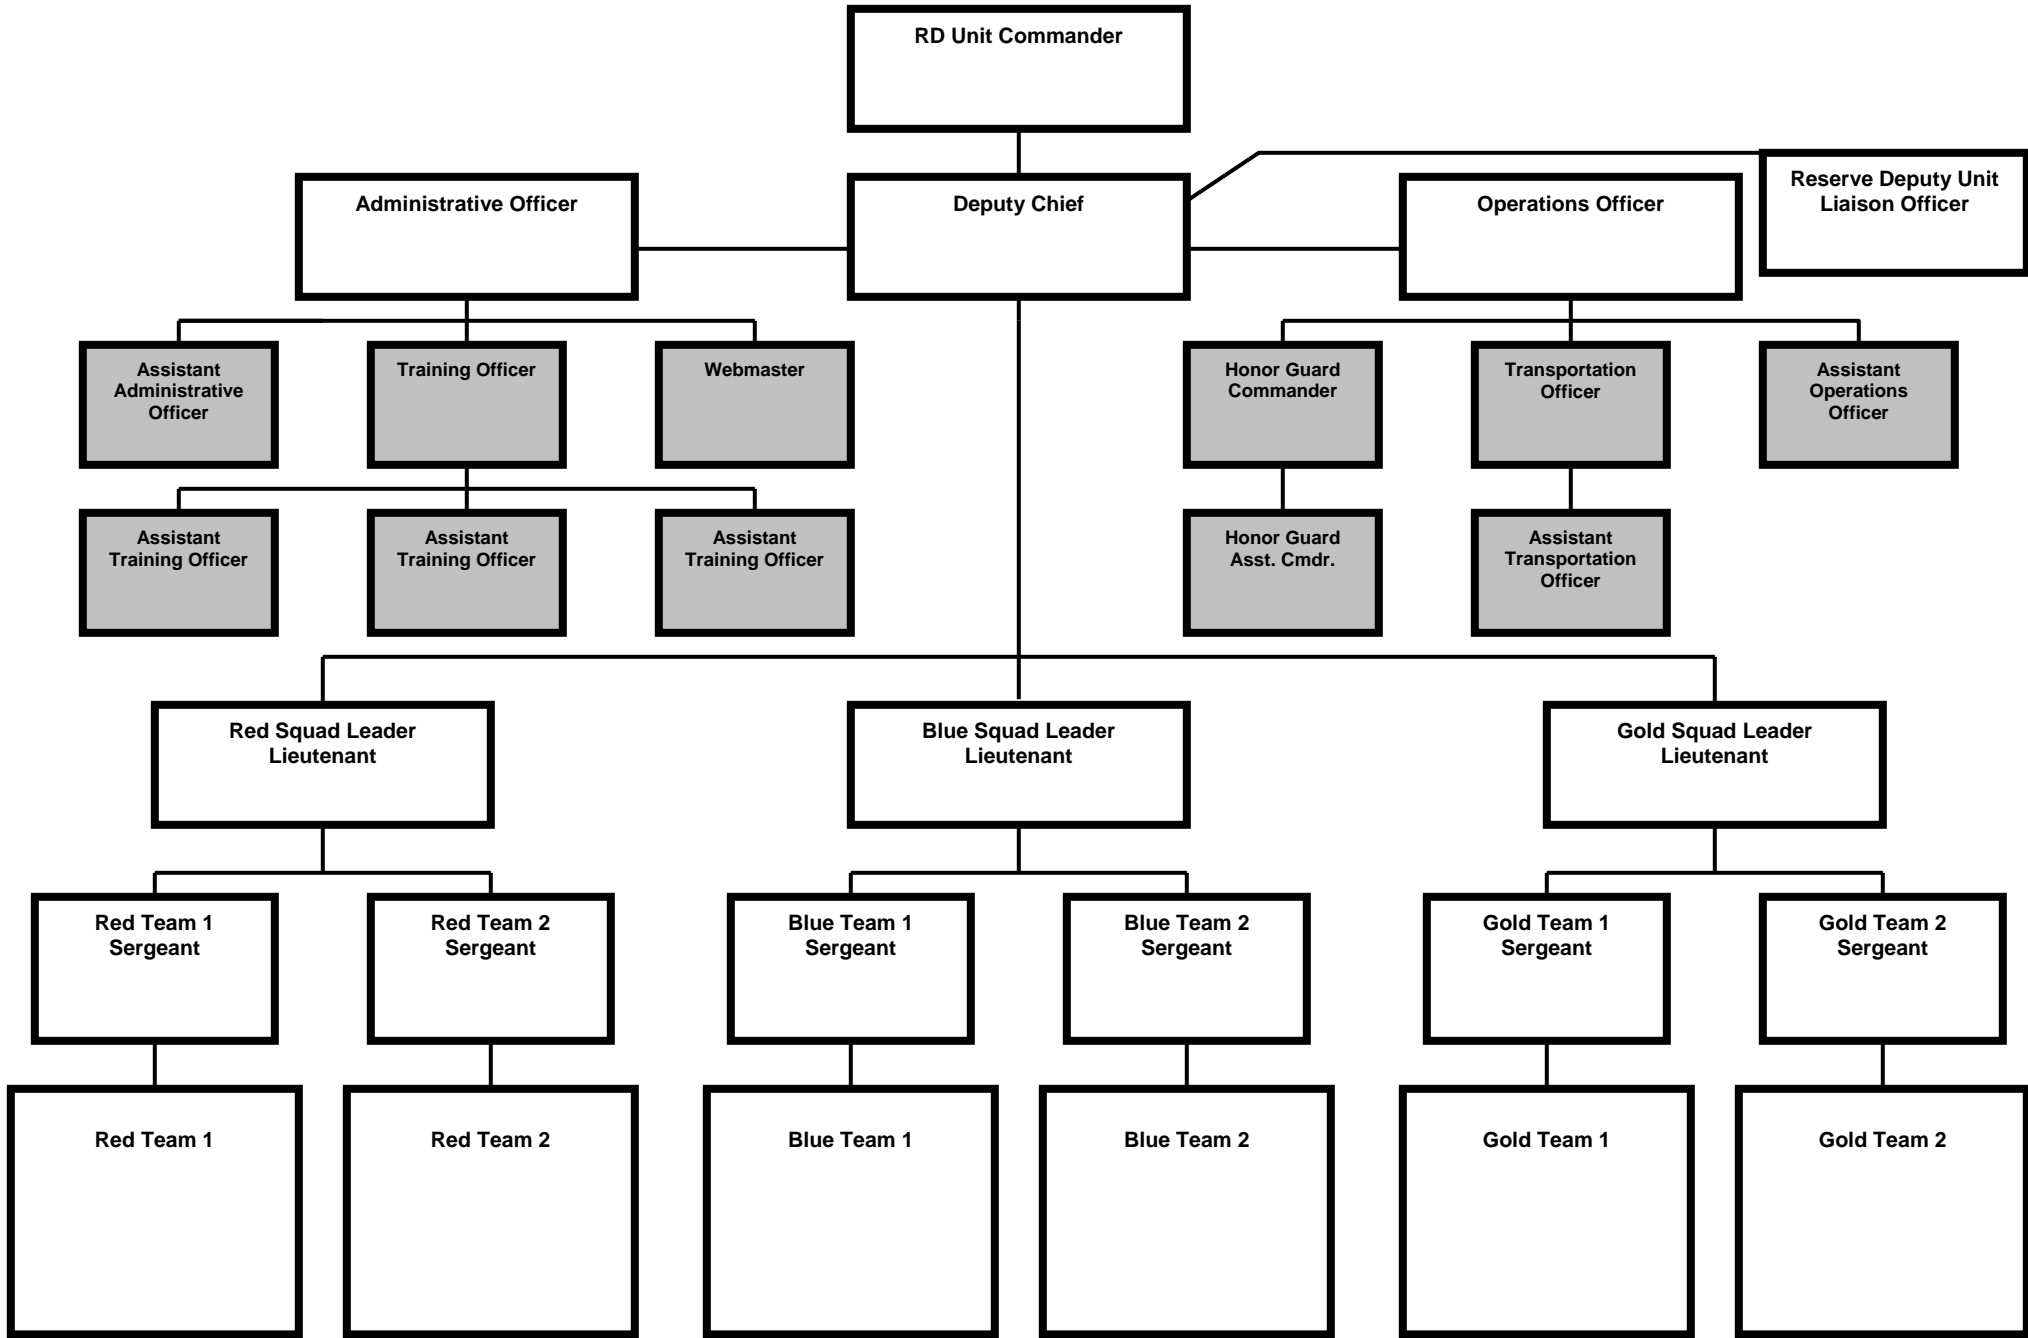 RD Unit Commander
Administrative Officer
Deputy Chief
Operations Officer
Reserve Deputy Unit
Liaison Officer
Assistant
Administrative
Officer
Training Officer
Webmaster
Honor Guard
Commander
Transportation
Officer
Assistant
Operations
Officer
Assistant
Training Officer
Assistant
Training Officer
Assistant
Training Officer
Honor Guard
Asst. Cmdr.
Assistant
Transportation
Officer
Red Squad Leader
Lieutenant
Blue Squad Leader
Lieutenant
Gold Squad Leader
Lieutenant
Red Team 1
Sergeant
Red Team 2
Sergeant
Blue Team 1
Sergeant
Blue Team 2
Sergeant
Gold Team 1
Sergeant
Gold Team 2
Sergeant
Red Team 1
Red Team 2
Blue Team 1
Blue Team 2
Gold Team 1
Gold Team 2